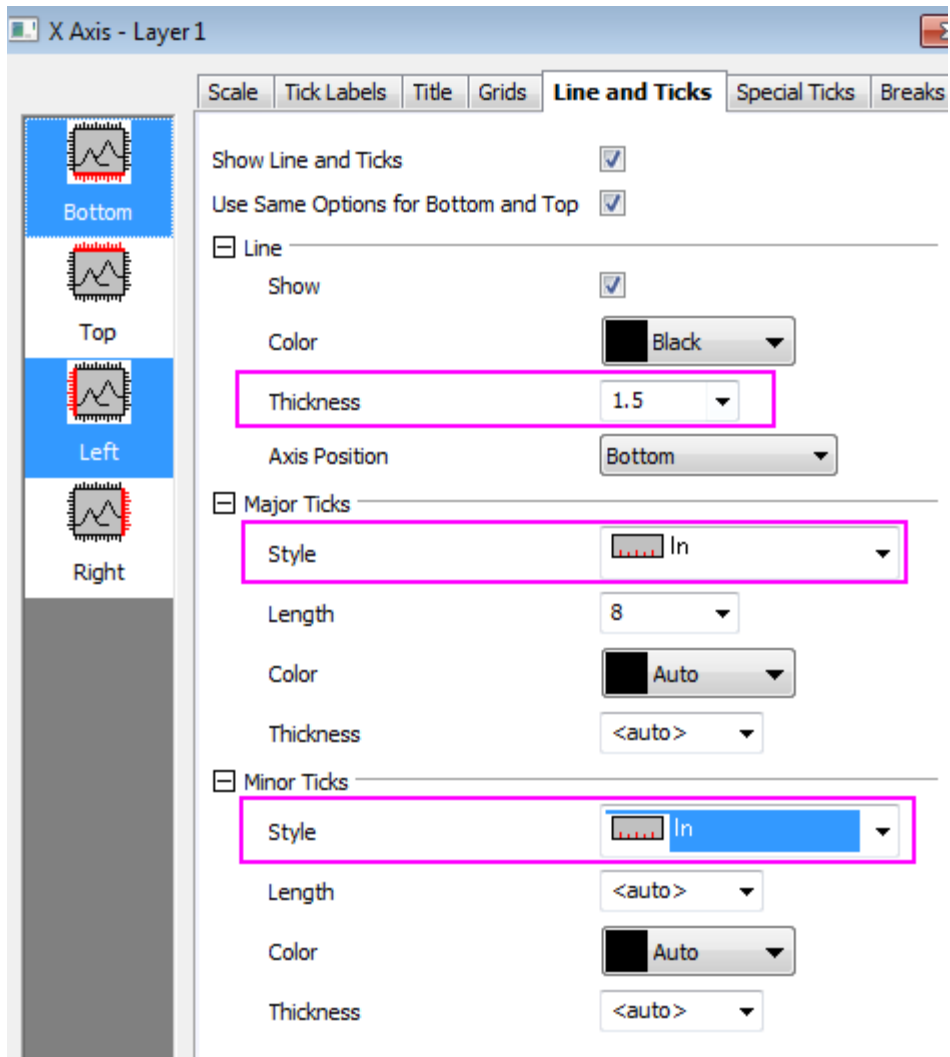 X Axis - Layer 1
Scale Tick Labels Title Grids Line and Ticks Special Ticks Breaks
Bottom
Top
Left
Right
Show Line and Ticks
Use Same Options for Bottom and Top
Line
Show
Color Black
Thickness 1.5
Axis Position Bottom
Major Ticks
Style In
Length 8
Color Auto
Thickness <auto>
Minor Ticks
Style In
Length <auto>
Color Auto
Thickness <auto>